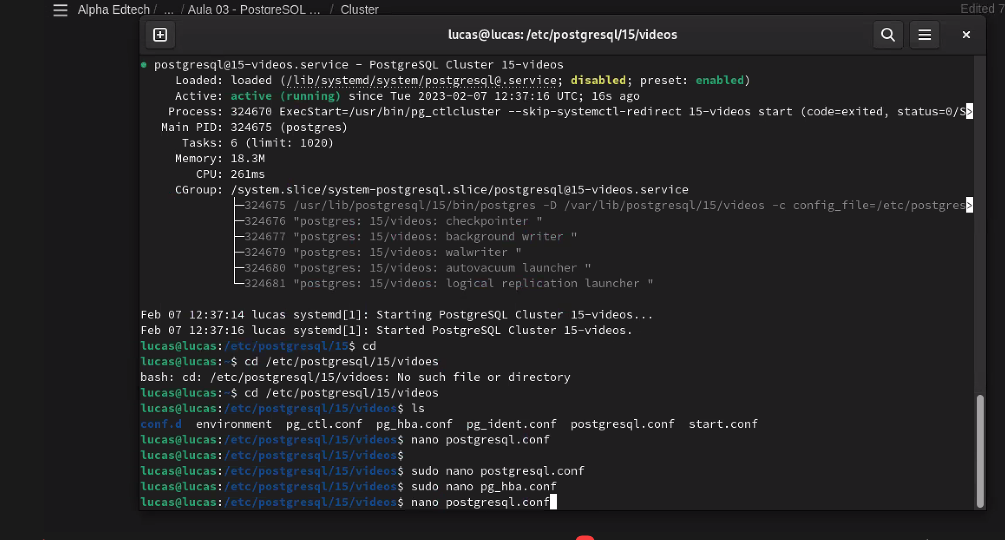 Alpha Edtech / ... / Aula 03 - PostgreSQL ... / Cluster
Edited 7
lucas@lucas: /etc/postgresql/15/videos
● postgresql@15-videos.service - PostgreSQL Cluster 15-videos
Loaded: loaded (/lib/systemd/system/postgresql@.service; disabled; preset: enabled)
Active: active (running) since Tue 2023-02-07 12:37:16 UTC; 16s ago
Process: 324670 ExecStart=/usr/bin/pg_ctlcluster --skip-systemctl-redirect 15-videos start (code=exited, status=0/S>
Main PID: 324675 (postgres)
Tasks: 6 (limit: 1020)
Memory: 18.3M
CPU: 261ms
CGroup: /system.slice/system-postgresql.slice/postgresql@15-videos.service
├─324675 /usr/lib/postgresql/15/bin/postgres -D /var/lib/postgresql/15/videos -c config_file=/etc/postgres>
├─324676 "postgres: 15/videos: checkpointer "
├─324677 "postgres: 15/videos: background writer "
├─324679 "postgres: 15/videos: walwriter "
├─324680 "postgres: 15/videos: autovacuum launcher "
└─324681 "postgres: 15/videos: logical replication launcher "
Feb 07 12:37:14 lucas systemd[1]: Starting PostgreSQL Cluster 15-videos...
Feb 07 12:37:16 lucas systemd[1]: Started PostgreSQL Cluster 15-videos.
lucas@lucas:/etc/postgresql/15$ cd
lucas@lucas:~$ cd /etc/postgresql/15/vidoes
bash: cd: /etc/postgresql/15/vidoes: No such file or directory
lucas@lucas:~$ cd /etc/postgresql/15/videos
lucas@lucas:/etc/postgresql/15/videos$ ls
conf.d environment pg_ctl.conf pg_hba.conf pg_ident.conf postgresql.conf start.conf
lucas@lucas:/etc/postgresql/15/videos$ nano postgresql.conf
lucas@lucas:/etc/postgresql/15/videos$
lucas@lucas:/etc/postgresql/15/videos$ sudo nano postgresql.conf
lucas@lucas:/etc/postgresql/15/videos$ sudo nano pg_hba.conf
lucas@lucas:/etc/postgresql/15/videos$ nano postgresql.conf